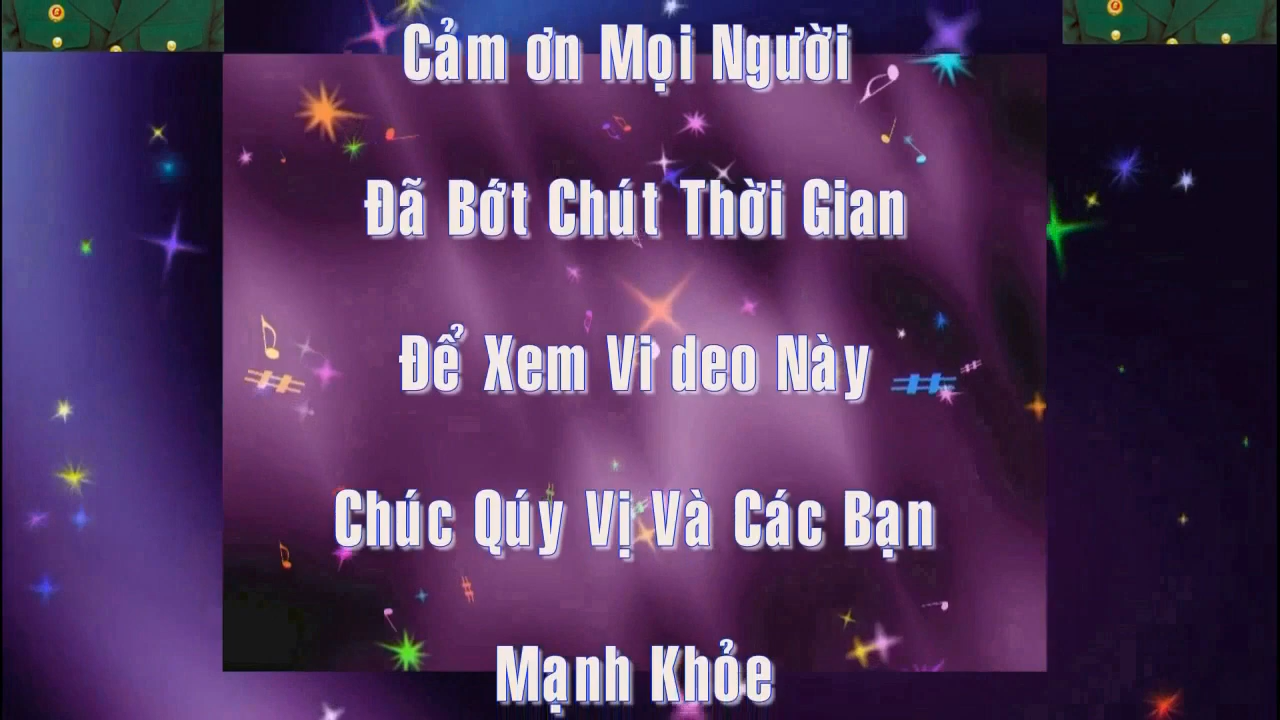 Cảm ơn Mọi Người
Đã Bớt Chút Thời Gian
Để Xem Vi deo Này
Chúc Qúy Vị Và Các Bạn
Mạnh Khỏe